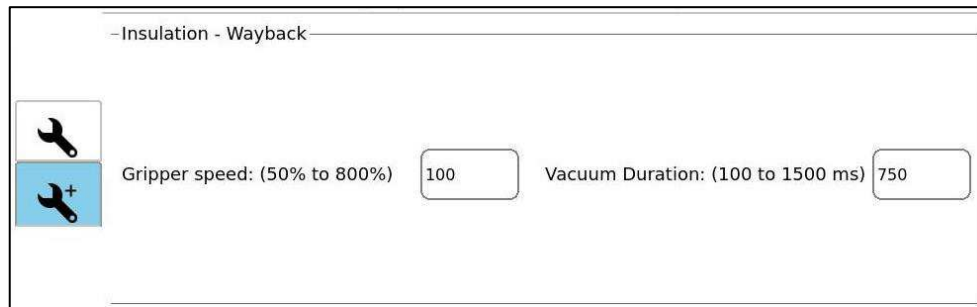 Insulation - Wayback
Gripper speed: (50% to 800%) 100 Vacuum Duration: (100 to 1500 ms) 750